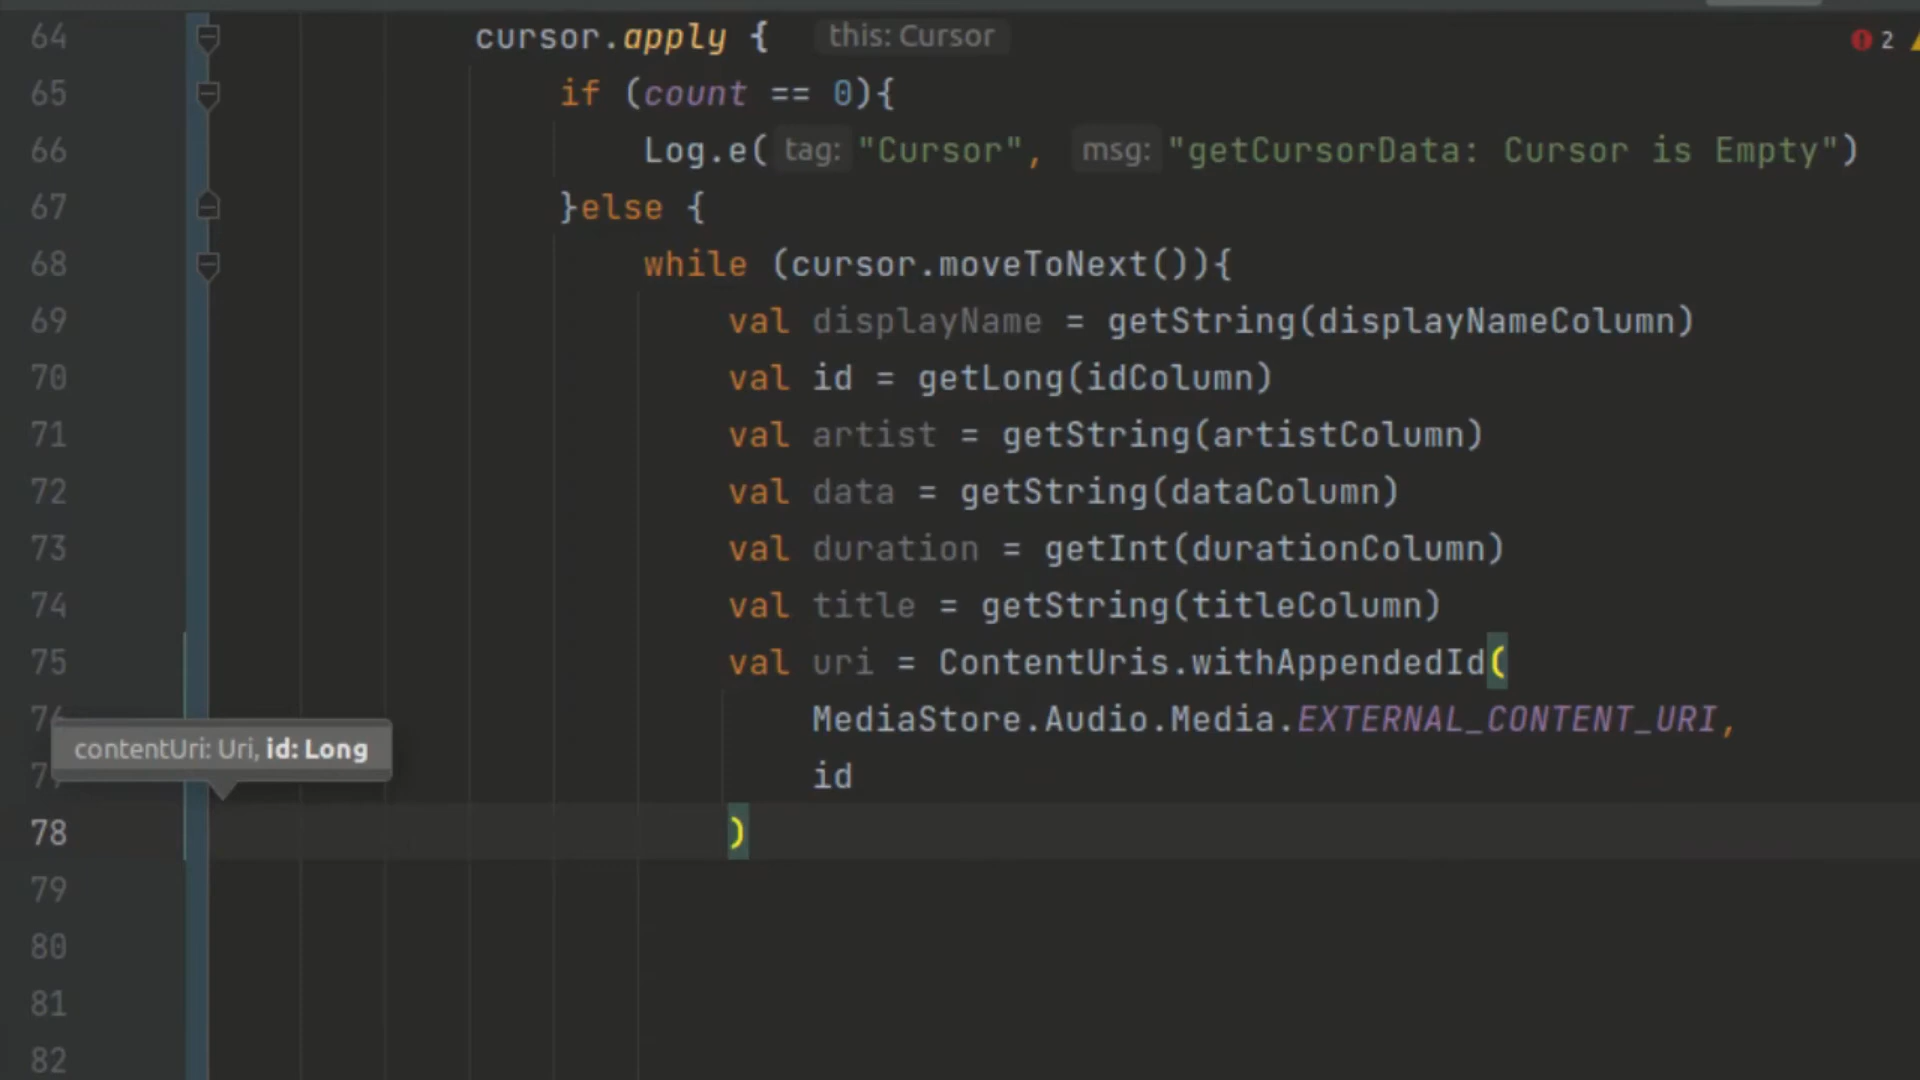 64 cursor.apply { this: Cursor
2
65 if (count == 0){
66 Log.e( tag: "Cursor", msg: "getCursorData: Cursor is Empty")
67 }else {
68 while (cursor.moveToNext()){
69 val displayName = getString(displayNameColumn)
70 val id = getLong(idColumn)
71 val artist = getString(artistColumn)
72 val data = getString(dataColumn)
73 val duration = getInt(durationColumn)
74 val title = getString(titleColumn)
75 val uri = ContentUris.withAppendedId(
76 MediaStore.Audio.Media.EXTERNAL_CONTENT_URI,
contentUri: Uri, id: Long
id
78 )
79
80
81
82